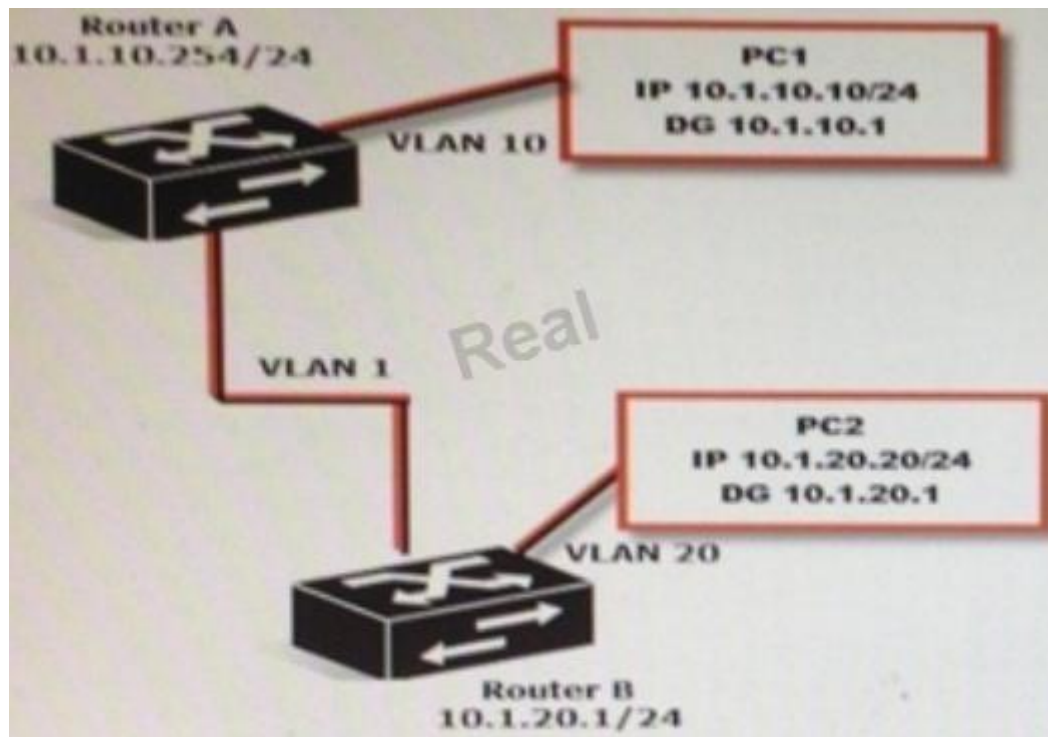 Router A
10.1.10.254/24
PC1
IP 10.1.10.10/24
DG 10.1.10.1
VLAN 10
Real
VLAN 1
PC2
IP 10.1.20.20/24
DG 10.1.20.1
VLAN 20
Router B
10.1.20.1/24